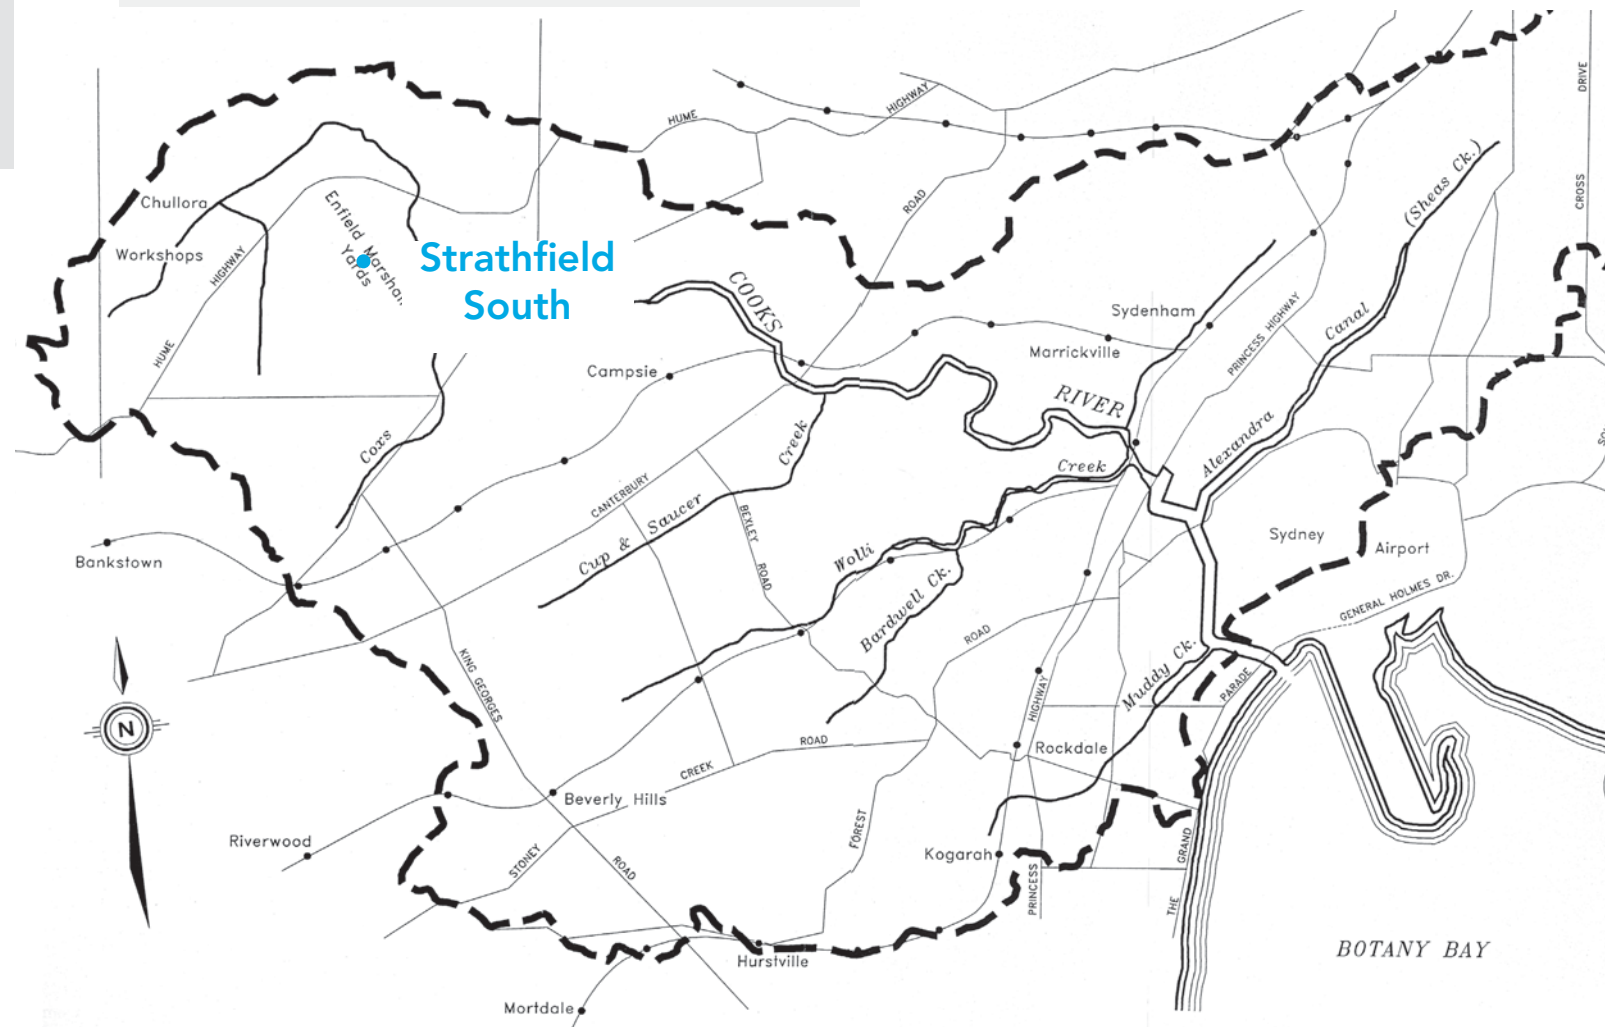 DRIVE
HUME
HIGHWAY
CROSS
(Sheas Ck.)
Chullora
Workshops
Enfield Marshal
Yards
ROAD
HIGHWAY
Strathfield
South
COOKS
Sydenham
Marrickville
PRINCESS HIGHWAY
Canal
HUME
Campsie
RIVER
Alexandra
Coxs
Creek
Creek
CANTERBURY
Cup & Saucer
BEXLEY
ROAD
Wolli
Bardwell Ck.
Sydney
Airport
Bankstown
GENERAL HOLMES DR.
ROAD
KING GEORGES
Muddy Ck.
PARADE
HIGHWAY
N
Rockdale
CREEK
ROAD
Beverly Hills
Riverwood
STONEY
ROAD
FOREST
Kogarah
PRINCESS
GRAND
THE
BOTANY BAY
Hurstville
Mortdale